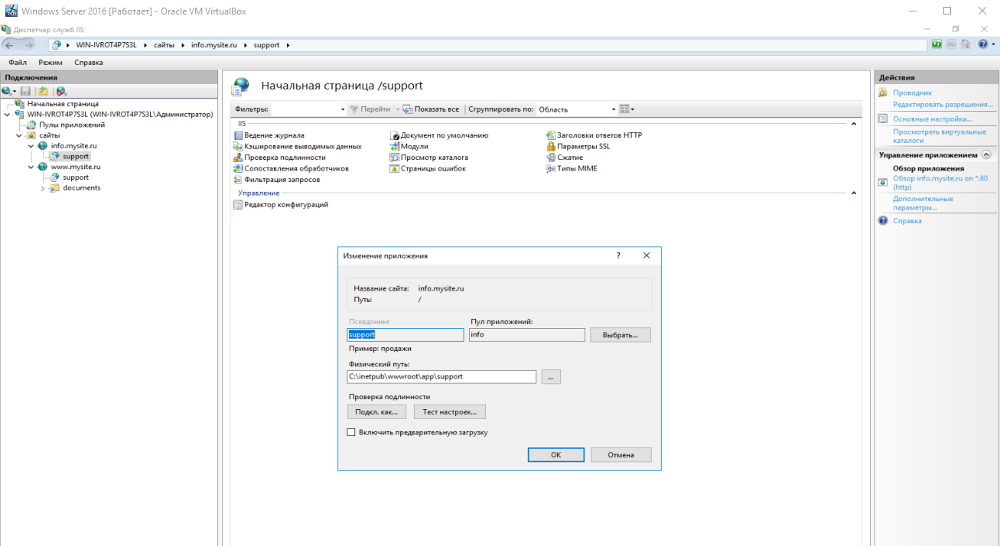 Windows Server 2016 [Работает] - Oracle VM VirtualBox
Диспетчер служб IIS
WIN-IVROT4P7S3L сайты info.mysite.ru support
Файл Режим Справка
Подключения
Начальная страница
WIN-IVROT4P7S3L (WIN-IVROT4P7S3L\Администратор)
Пулы приложений
сайты
info.mysite.ru
support
www.mysite.ru
support
documents
Начальная страница /support
Фильтры: Перейти Показать все Сгруппировать по: Область
IIS
Ведение журнала Документ по умолчанию Заголовки ответов HTTP
Кэширование выводимых данных Модули Параметры SSL
Проверка подлинности Просмотр каталога Сжатие
Сопоставления обработчиков Страницы ошибок Типы MIME
Фильтрация запросов
Управление
Редактор конфигураций
Изменение приложения ?
Название сайта: info.mysite.ru
Путь: /
Псевдоним: Пул приложений:
support info Выбрать...
Пример: продажи
Физический путь:
C:\inetpub\wwwroot\app\support ...
Проверка подлинности
Подкл. как... Тест настроек...
Включить предварительную загрузку
ОК Отмена
Действия
Проводник
Редактировать разрешения...
Основные настройки...
Просмотреть виртуальные
каталоги
Управление приложением
Обзор приложения
Обзор info.mysite.ru on *:80
(http)
Дополнительные
параметры...
Справка